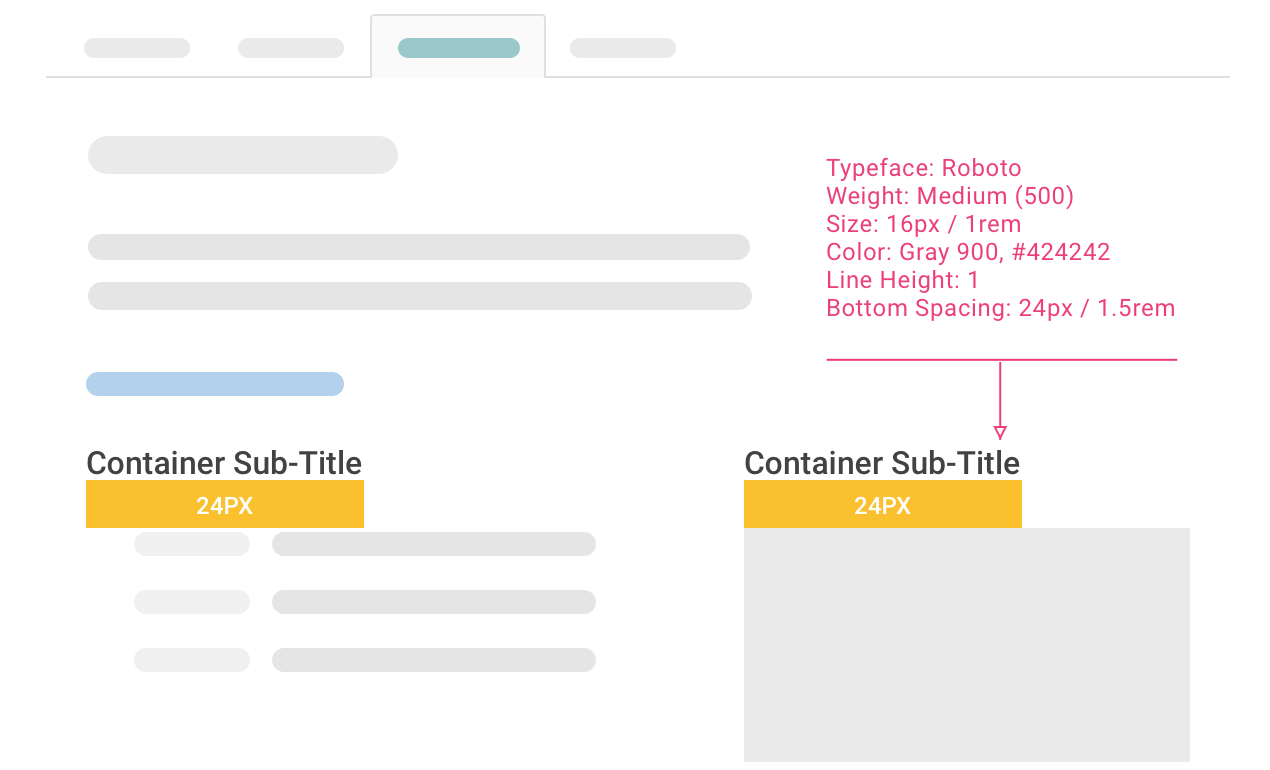 Typeface: Roboto
Weight: Medium (500)
Size: 16px / 1rem
Color: Gray 900, #424242
Line Height: 1
Bottom Spacing: 24px / 1.5rem
Container Sub-Title
24PX
Container Sub-Title
24PX